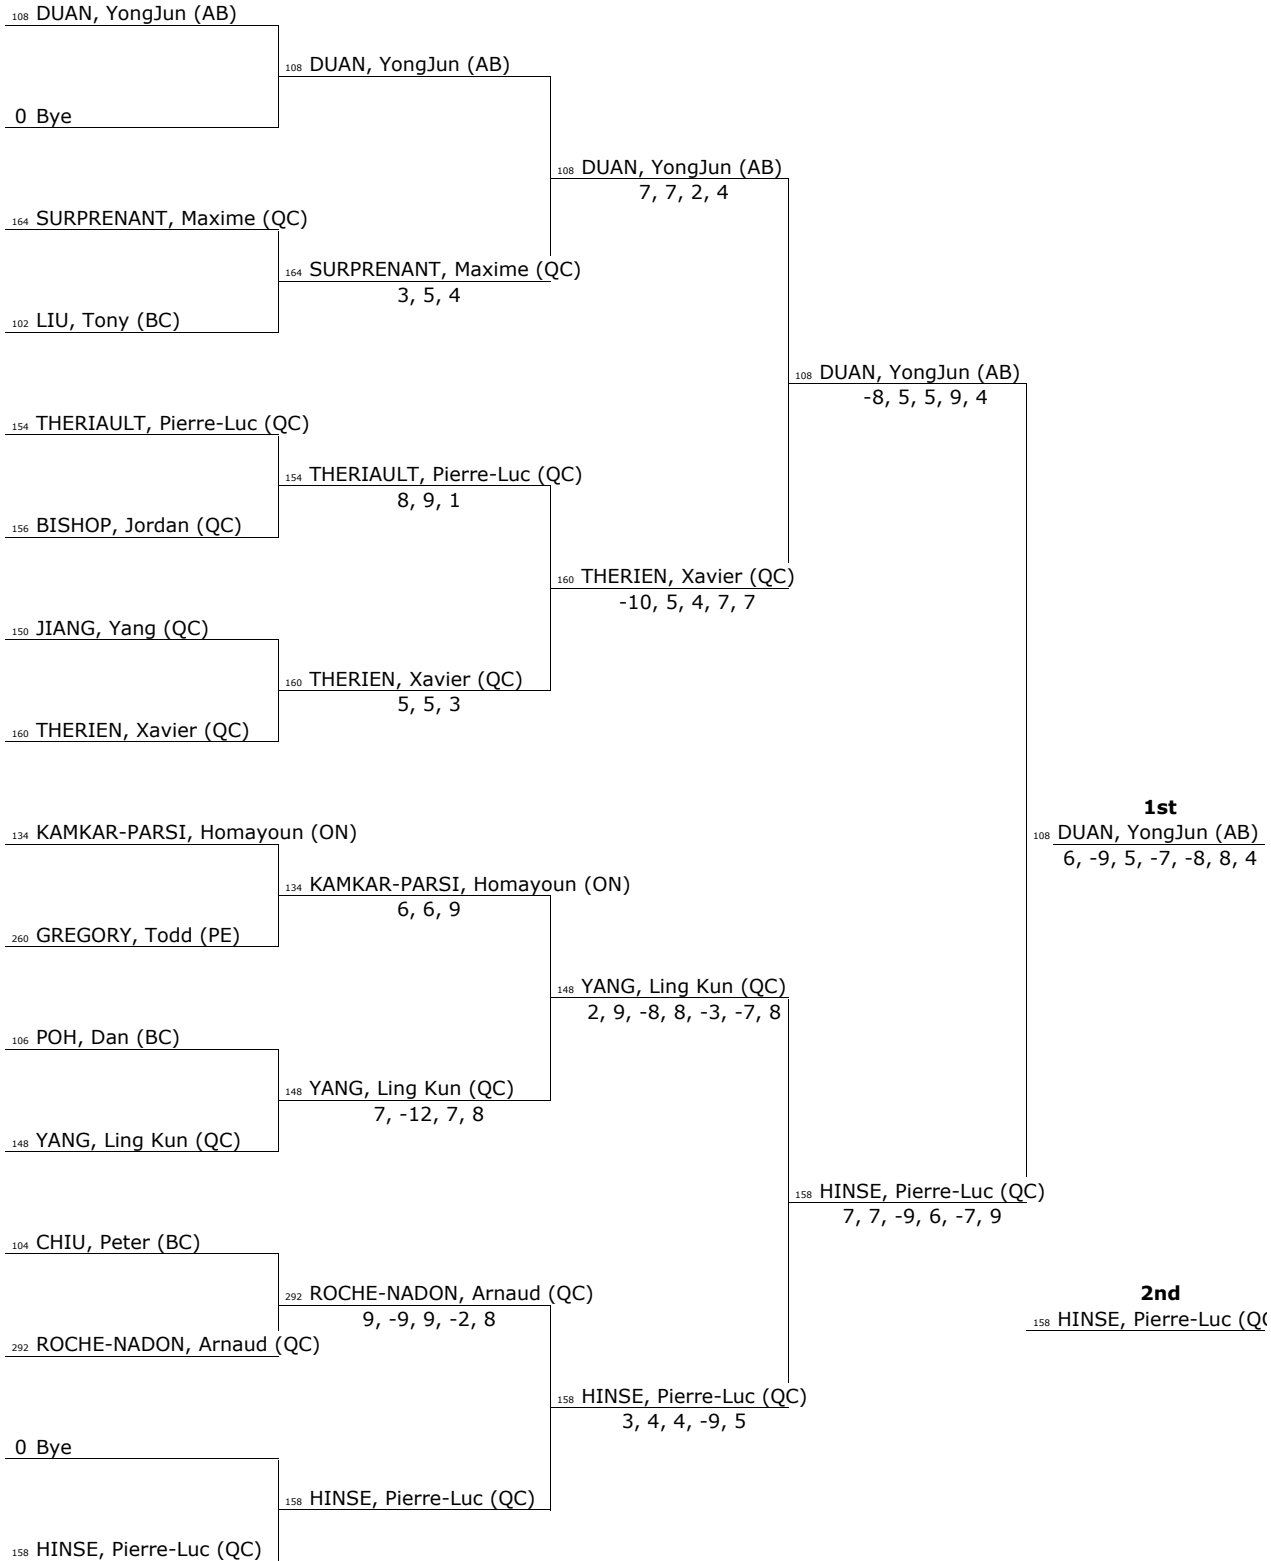 108 DUAN, YongJun (AB)
108 DUAN, YongJun (AB)
0 Bye
108 DUAN, YongJun (AB)
7, 7, 2, 4
164 SURPRENANT, Maxime (QC)
164 SURPRENANT, Maxime (QC)
3, 5, 4
102 LIU, Tony (BC)
108 DUAN, YongJun (AB)
-8, 5, 5, 9, 4
154 THERIAULT, Pierre-Luc (QC)
154 THERIAULT, Pierre-Luc (QC)
8, 9, 1
156 BISHOP, Jordan (QC)
160 THERIEN, Xavier (QC)
-10, 5, 4, 7, 7
150 JIANG, Yang (QC)
160 THERIEN, Xavier (QC)
5, 5, 3
160 THERIEN, Xavier (QC)
1st
134 KAMKAR-PARSI, Homayoun (ON)
108 DUAN, YongJun (AB)
6, -9, 5, -7, -8, 8, 4
134 KAMKAR-PARSI, Homayoun (ON)
6, 6, 9
260 GREGORY, Todd (PE)
148 YANG, Ling Kun (QC)
2, 9, -8, 8, -3, -7, 8
106 POH, Dan (BC)
148 YANG, Ling Kun (QC)
7, -12, 7, 8
148 YANG, Ling Kun (QC)
158 HINSE, Pierre-Luc (QC)
7, 7, -9, 6, -7, 9
104 CHIU, Peter (BC)
292 ROCHE-NADON, Arnaud (QC)
9, -9, 9, -2, 8
2nd
158 HINSE, Pierre-Luc (QC
292 ROCHE-NADON, Arnaud (QC)
158 HINSE, Pierre-Luc (QC)
3, 4, 4, -9, 5
0 Bye
158 HINSE, Pierre-Luc (QC)
158 HINSE, Pierre-Luc (QC)